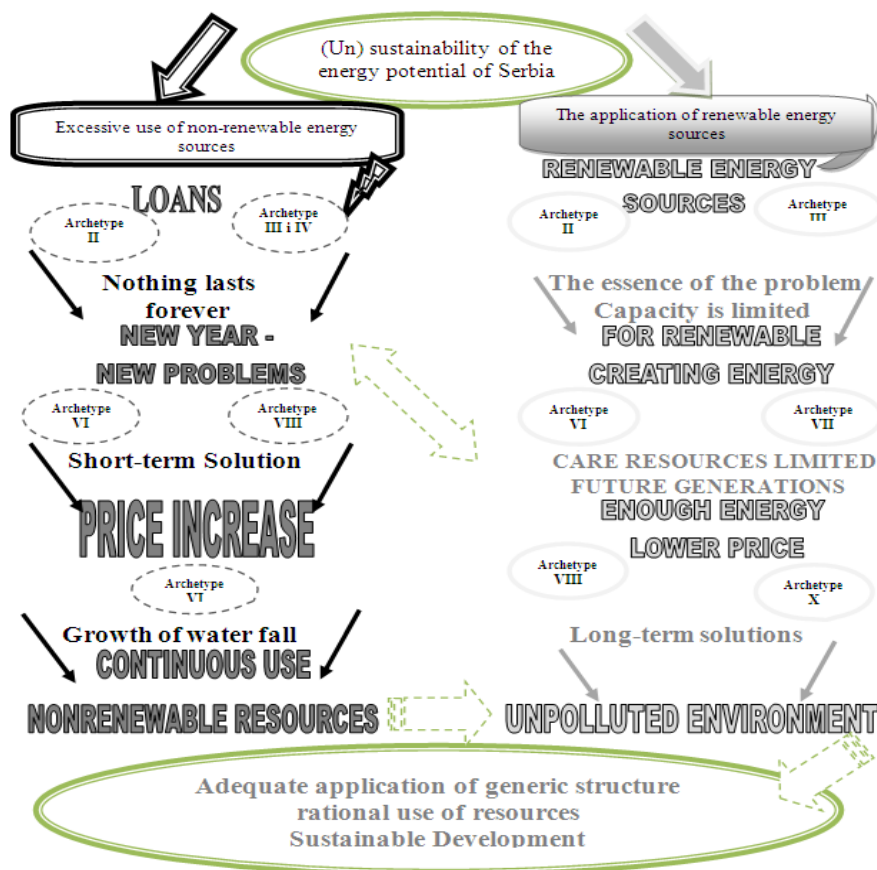 (Un) sustainability of the
energy potential of Serbia
Excessive use of non-renewable energy
sources
LOANS
Archetype
II
Archetype
III i IV
Nothing lasts
forever
NEW YEAR -
NEW PROBLEMS
Archetype
VI
Archetype
VIII
Short-term Solution
PRICE INCREASE
Archetype
VI
Growth of water fall
CONTINUOUS USE
NONRENEWABLE RESOURCES
The application of renewable energy
sources
RENEWABLE ENERGY
SOURCES
Archetype
II
Archetype
III
The essence of the problem
Capacity is limited
FOR RENEWABLE
CREATING ENERGY
Archetype
VI
Archetype
VII
CARE RESOURCES LIMITED
FUTURE GENERATIONS
ENOUGH ENERGY
LOWER PRICE
Archetype
VIII
Archetype
X
Long-term solutions
UNPOLLUTED ENVIRONMENT
Adequate application of generic structure
rational use of resources
Sustainable Development